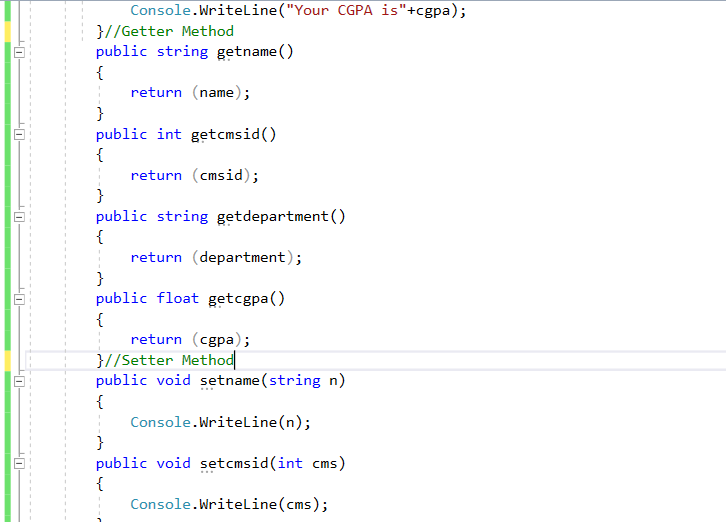 Console.WriteLine("Your CGPA is"+cgpa);
}//Getter Method
public string getname()
{
return (name);
}
public int getcmsid()
{
return (cmsid);
}
public string getdepartment()
{
return (department);
}
public float getcgpa()
{
return (cgpa);
}//Setter Method
public void setname(string n)
{
Console.WriteLine(n);
}
public void setcmsid(int cms)
{
Console.WriteLine(cms);
}